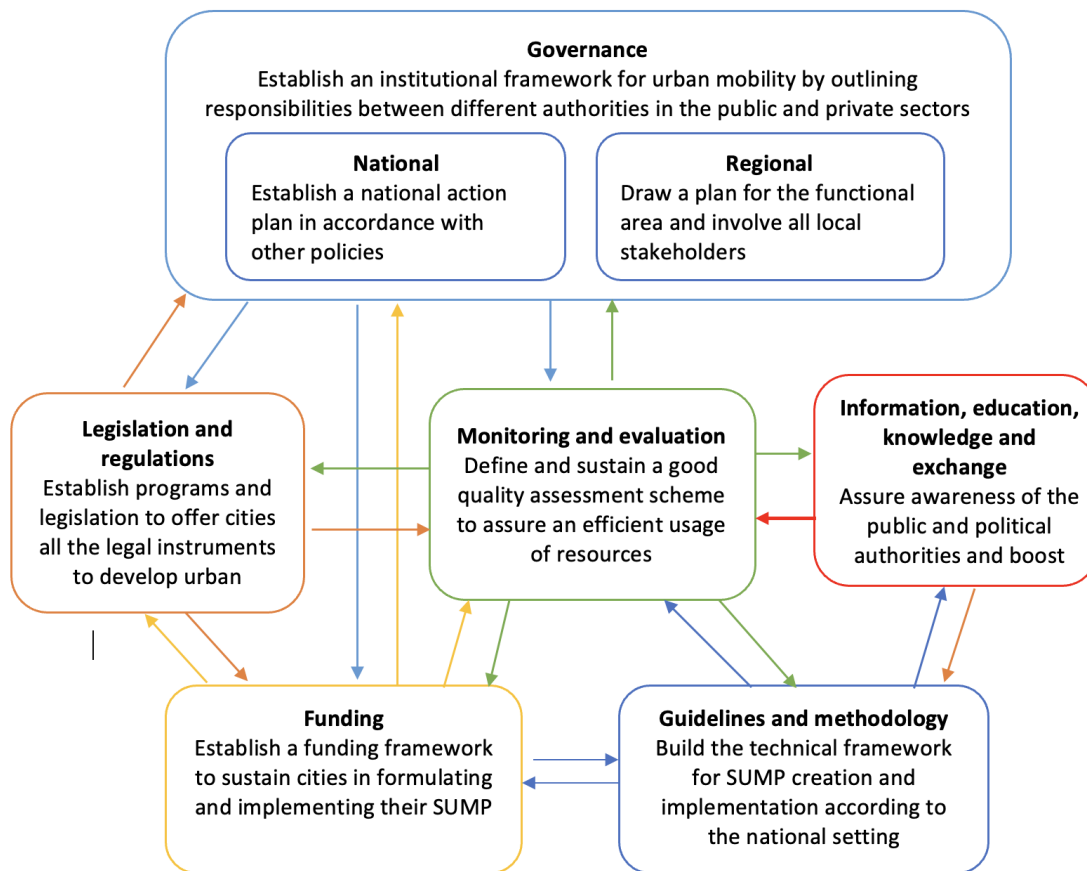 Governance
Establish an institutional framework for urban mobility by outlining
responsibilities between different authorities in the public and private sectors
National
Establish a national action
plan in accordance with
other policies
Regional
Draw a plan for the functional
area and involve all local
stakeholders
Legislation and
regulations
Establish programs and
legislation to offer cities
all the legal instruments
to develop urban
Monitoring and evaluation
Define and sustain a good
quality assessment scheme
to assure an efficient usage
of resources
Information, education,
knowledge and
exchange
Assure awareness of the
public and political
authorities and boost
Funding
Establish a funding framework
to sustain cities in formulating
and implementing their SUMP
Guidelines and methodology
Build the technical framework
for SUMP creation and
implementation according to
the national setting